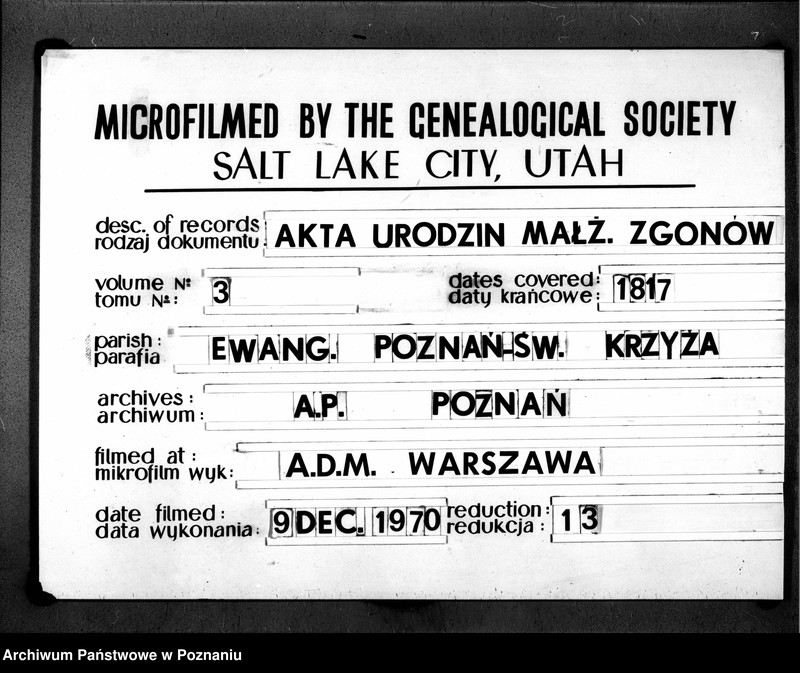 MICROFILMED BY THE GENEALOGICAL SOCIETY
SALT LAKE CITY, UTAH
desc. of records
rodzaj dokumentu: AKTA URODZIN MAŁŻ. ZGONÓW
volume №
tomu №: 3
dates covered:
daty krańcowe: 1817
parish:
parafia EWANG. POZNAŃ-ŚW. KRZYŻA
archives:
archiwum: A.P. POZNAŃ
filmed at:
mikrofilm wyk: A.D.M. WARSZAWA
date filmed:
data wykonania: 9 DEC. 1970
reduction:
redukcja: 13
Archiwum Państwowe w Poznaniu